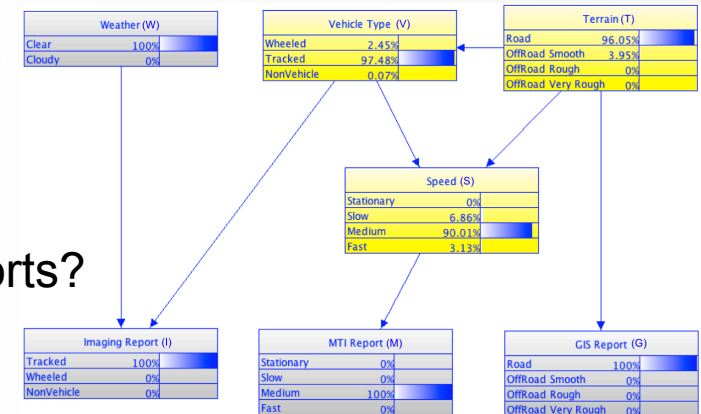 Weather (W)
Clear 100%
Cloudy 0%
Vehicle Type (V)
Wheeled 2.45%
Tracked 97.48%
NonVehicle 0.07%
Terrain (T)
Road 96.05%
OffRoad Smooth 3.95%
OffRoad Rough 0%
OffRoad Very Rough 0%
Speed (S)
Stationary 0%
Slow 6.86%
Medium 90.01%
Fast 3.13%
orts?
Imaging Report (I)
Tracked 100%
Wheeled 0%
NonVehicle 0%
MTI Report (M)
Stationary 0%
Slow 0%
Medium 100%
Fast 0%
GIS Report (G)
Road 100%
OffRoad Smooth 0%
OffRoad Rough 0%
OffRoad Very Rough 0%